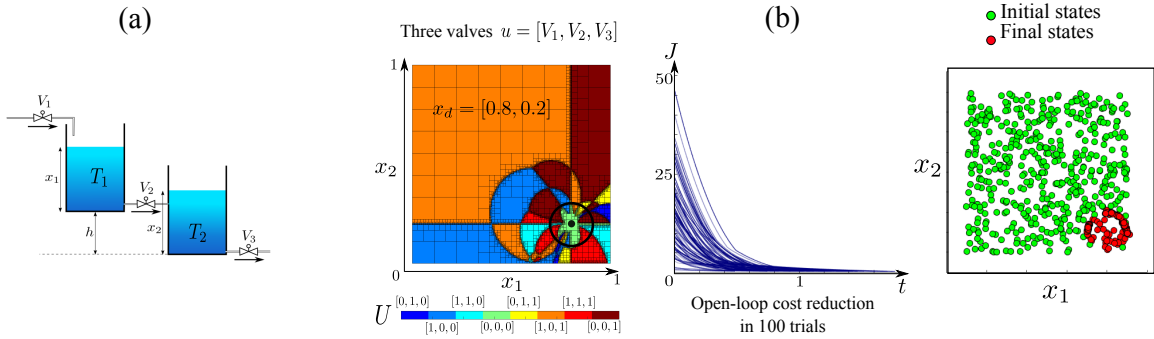 (a)
V₁
x₁
T₁
V₂
h
x₂
T₂
V₃
Three valves u = [V₁, V₂, V₃]
1
x_d = [0.8, 0.2]
x₂
0
x₁
1
[0,1,0] [1,1,0] [0,1,1] [1,1,1]
U
[1,0,0] [0,0,0] [1,0,1] [0,0,1]
(b)
J
50
25
0
1
t
Open-loop cost reduction
in 100 trials
Initial states
Final states
x₂
x₁